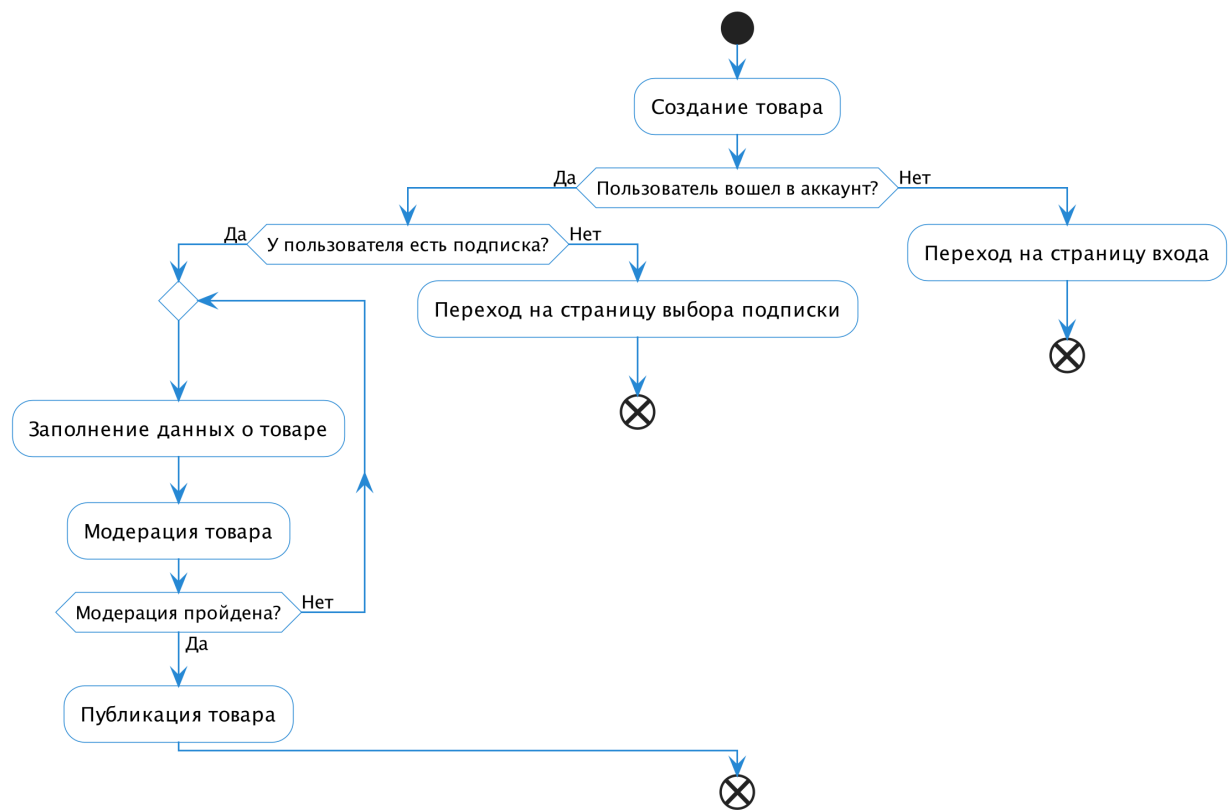 Создание товара
Да
Пользователь вошел в аккаунт?
Нет
Да
У пользователя есть подписка?
Нет
Переход на страницу входа
Переход на страницу выбора подписки
Заполнение данных о товаре
Модерация товара
Модерация пройдена?
Нет
Да
Публикация товара